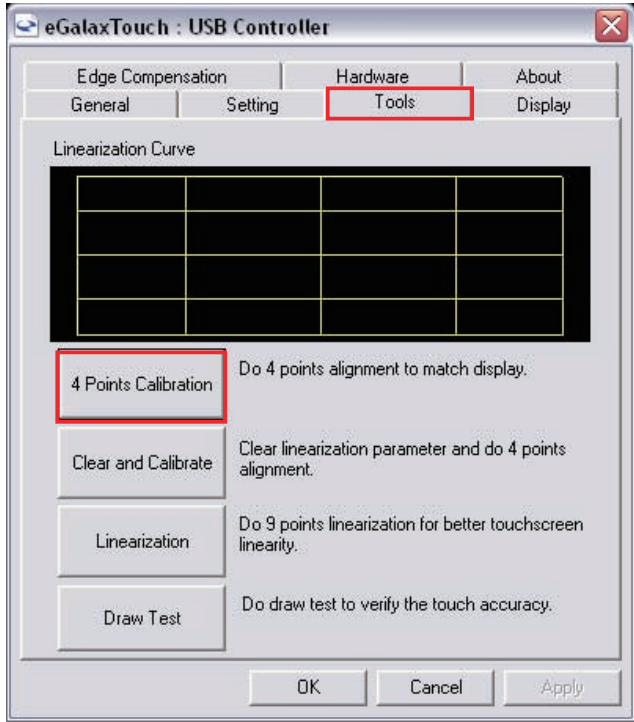 eGalaxTouch : USB Controller
Edge Compensation Hardware About
General Setting Tools Display
Linearization Curve
4 Points Calibration
Do 4 points alignment to match display.
Clear and Calibrate
Clear linearization parameter and do 4 points
alignment.
Linearization
Do 9 points linearization for better touchscreen
linearity.
Draw Test
Do draw test to verify the touch accuracy.
OK Cancel Apply